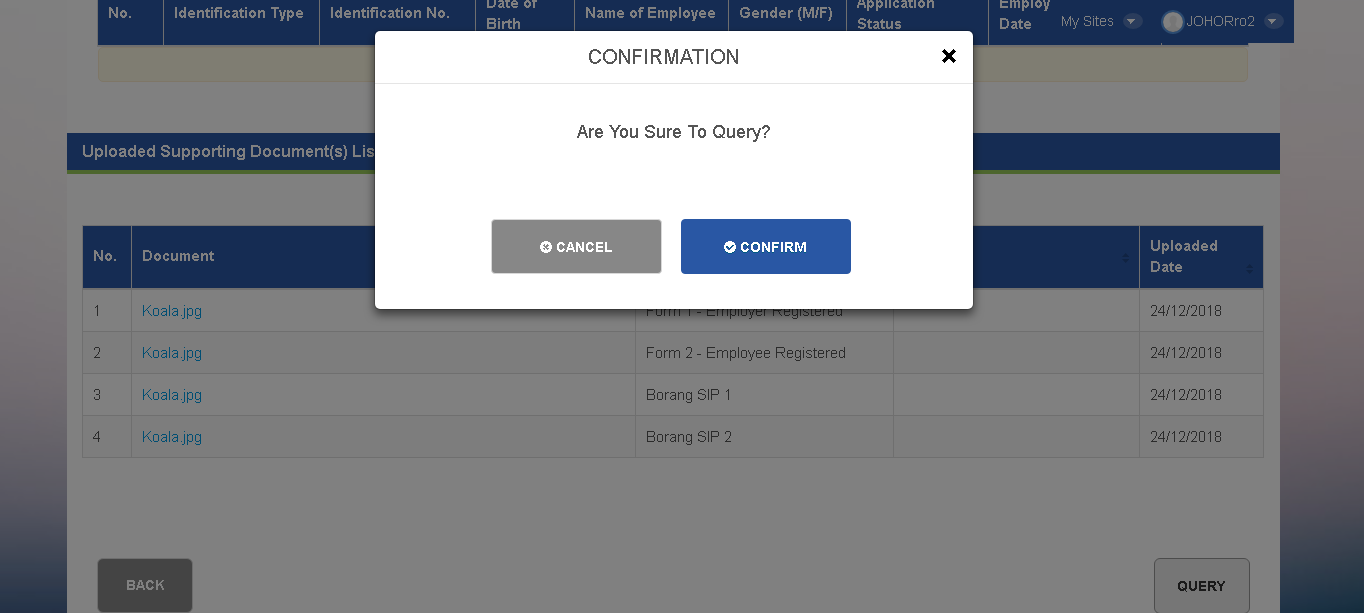 No. Identification Type Identification No. Date of Birth Name of Employee Gender (M/F) Application Status Employ Date
My Sites JOHORro2
CONFIRMATION
Are You Sure To Query?
CANCEL CONFIRM
Uploaded Supporting Document(s) Lis
No. Document Uploaded Date
1 Koala.jpg Form 1 - Employer Registered 24/12/2018
2 Koala.jpg Form 2 - Employee Registered 24/12/2018
3 Koala.jpg Borang SIP 1 24/12/2018
4 Koala.jpg Borang SIP 2 24/12/2018
BACK QUERY